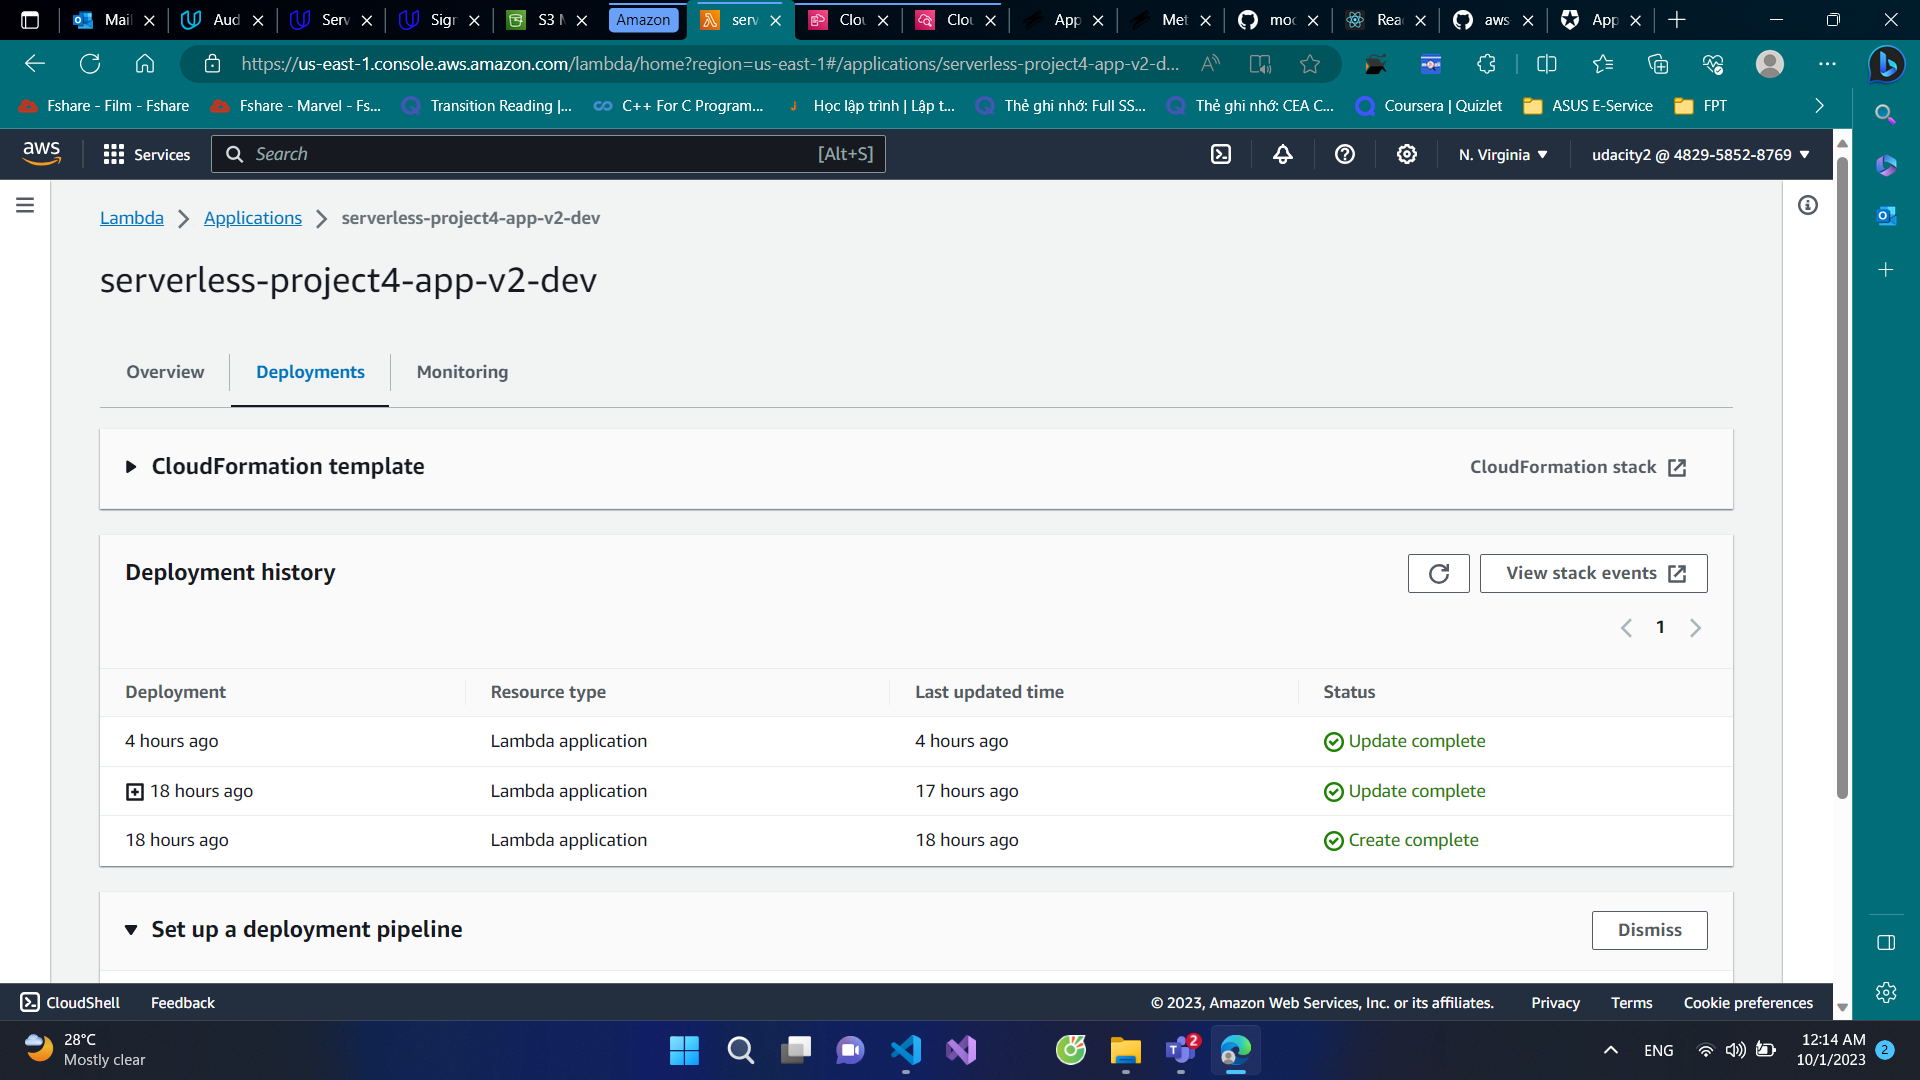 Mail
Aud
Serv
Sign
S3 M
Amazon
serv
Clou
Clou
App
Met
moc
Rea
aws
App
https://us-east-1.console.aws.amazon.com/lambda/home?region=us-east-1#/applications/serverless-project4-app-v2-d...
Fshare - Film - Fshare
Fshare - Marvel - Fs...
Transition Reading |...
C++ For C Program...
Học lập trình | Lập t...
Thẻ ghi nhớ: Full SS...
Thẻ ghi nhớ: CEA C...
Coursera | Quizlet
ASUS E-Service
FPT
aws
Services
Search
[Alt+S]
N. Virginia
udacity2 @ 4829-5852-8769
Lambda
Applications
serverless-project4-app-v2-dev
serverless-project4-app-v2-dev
Overview
Deployments
Monitoring
CloudFormation template
CloudFormation stack
Deployment history
View stack events
1
Deployment
Resource type
Last updated time
Status
4 hours ago
Lambda application
4 hours ago
Update complete
18 hours ago
Lambda application
17 hours ago
Update complete
18 hours ago
Lambda application
18 hours ago
Create complete
Set up a deployment pipeline
Dismiss
CloudShell
Feedback
© 2023, Amazon Web Services, Inc. or its affiliates.
Privacy
Terms
Cookie preferences
28°C
Mostly clear
2
ENG
12:14 AM
10/1/2023
2